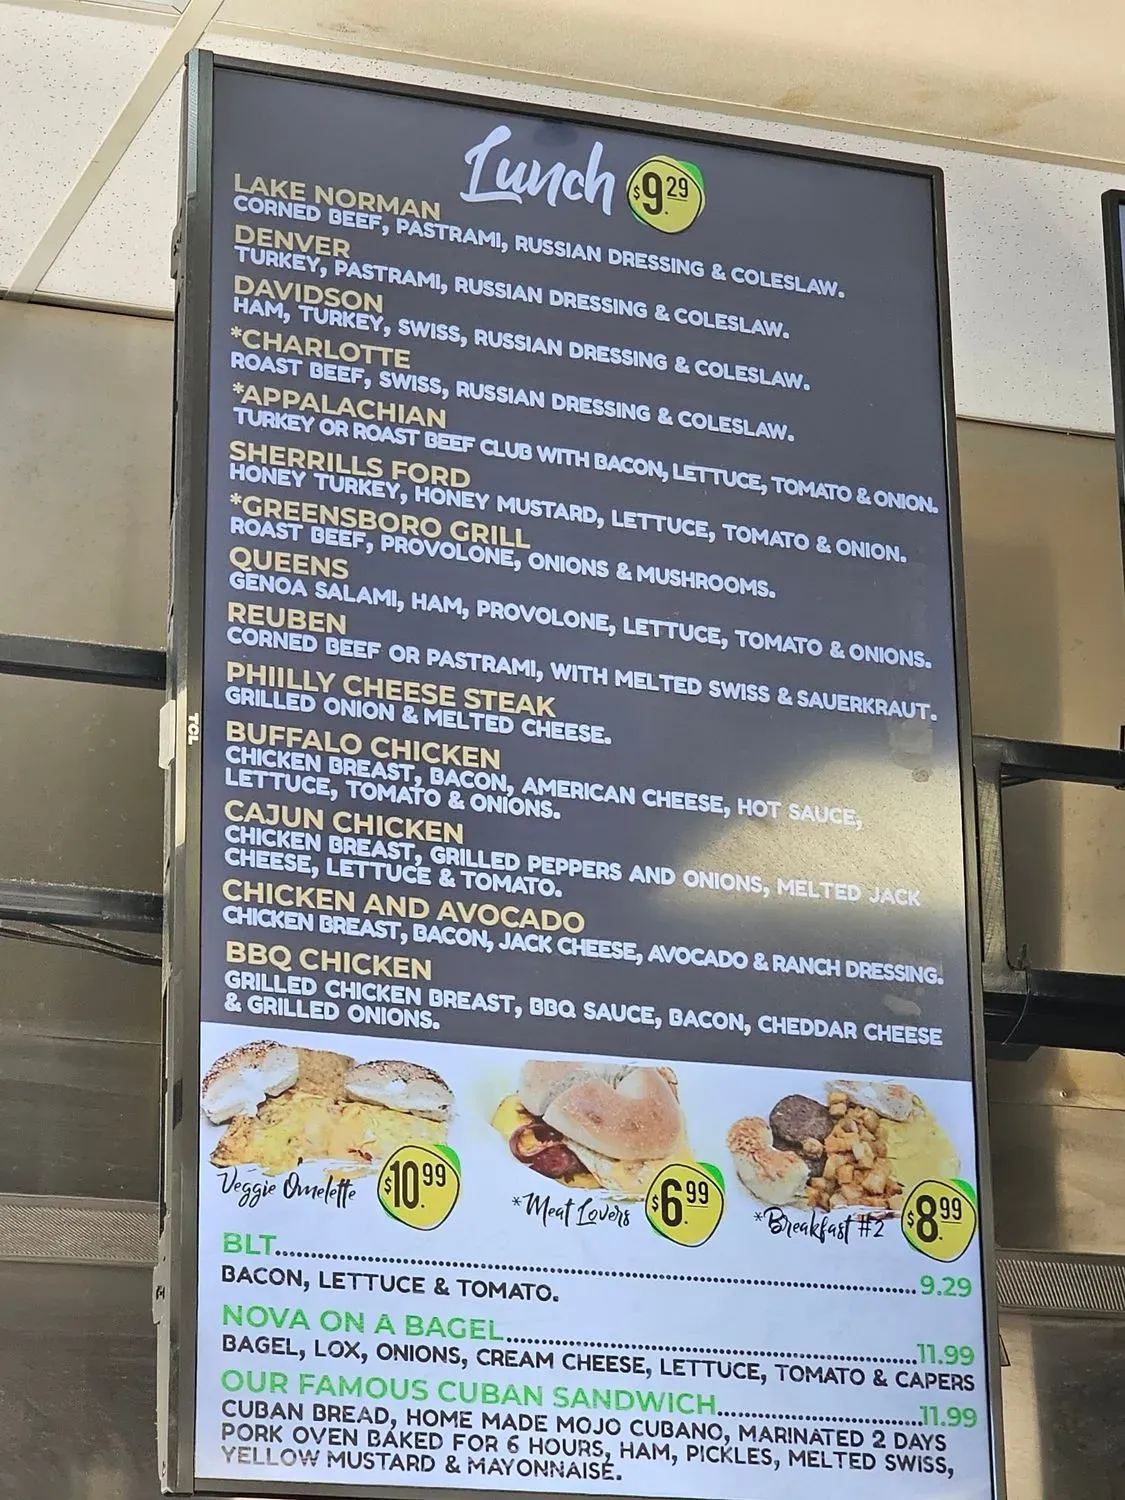 Lunch $9.29
LAKE NORMAN
CORNED BEEF, PASTRAMI, RUSSIAN DRESSING & COLESLAW.
DENVER
TURKEY, PASTRAMI, RUSSIAN DRESSING & COLESLAW.
DAVIDSON
HAM, TURKEY, SWISS, RUSSIAN DRESSING & COLESLAW.
*CHARLOTTE
ROAST BEEF, SWISS, RUSSIAN DRESSING & COLESLAW.
*APPALACHIAN
TURKEY OR ROAST BEEF CLUB WITH BACON, LETTUCE, TOMATO & ONION.
SHERRILLS FORD
HONEY TURKEY, HONEY MUSTARD, LETTUCE, TOMATO & ONION.
*GREENSBORO GRILL
ROAST BEEF, PROVOLONE, ONIONS & MUSHROOMS.
QUEENS
GENOA SALAMI, HAM, PROVOLONE, LETTUCE, TOMATO & ONIONS.
REUBEN
CORNED BEEF OR PASTRAMI, WITH MELTED SWISS & SAUERKRAUT.
PHIILLY CHEESE STEAK
GRILLED ONION & MELTED CHEESE.
BUFFALO CHICKEN
CHICKEN BREAST, BACON, AMERICAN CHEESE, HOT SAUCE,
LETTUCE, TOMATO & ONIONS.
CAJUN CHICKEN
CHICKEN BREAST, GRILLED PEPPERS AND ONIONS, MELTED JACK
CHEESE, LETTUCE & TOMATO.
CHICKEN AND AVOCADO
CHICKEN BREAST, BACON, JACK CHEESE, AVOCADO & RANCH DRESSING.
BBQ CHICKEN
GRILLED CHICKEN BREAST, BBQ SAUCE, BACON, CHEDDAR CHEESE
& GRILLED ONIONS.
Veggie Omelette $10.99
*Meat Lovers $6.99
*Breakfast #2 $8.99
BLT 9.29
BACON, LETTUCE & TOMATO.
NOVA ON A BAGEL 11.99
BAGEL, LOX, ONIONS, CREAM CHEESE, LETTUCE, TOMATO & CAPERS
OUR FAMOUS CUBAN SANDWICH 11.99
CUBAN BREAD, HOME MADE MOJO CUBANO, MARINATED 2 DAYS
PORK OVEN BAKED FOR 6 HOURS, HAM, PICKLES, MELTED SWISS,
YELLOW MUSTARD & MAYONNAISE.
TCL